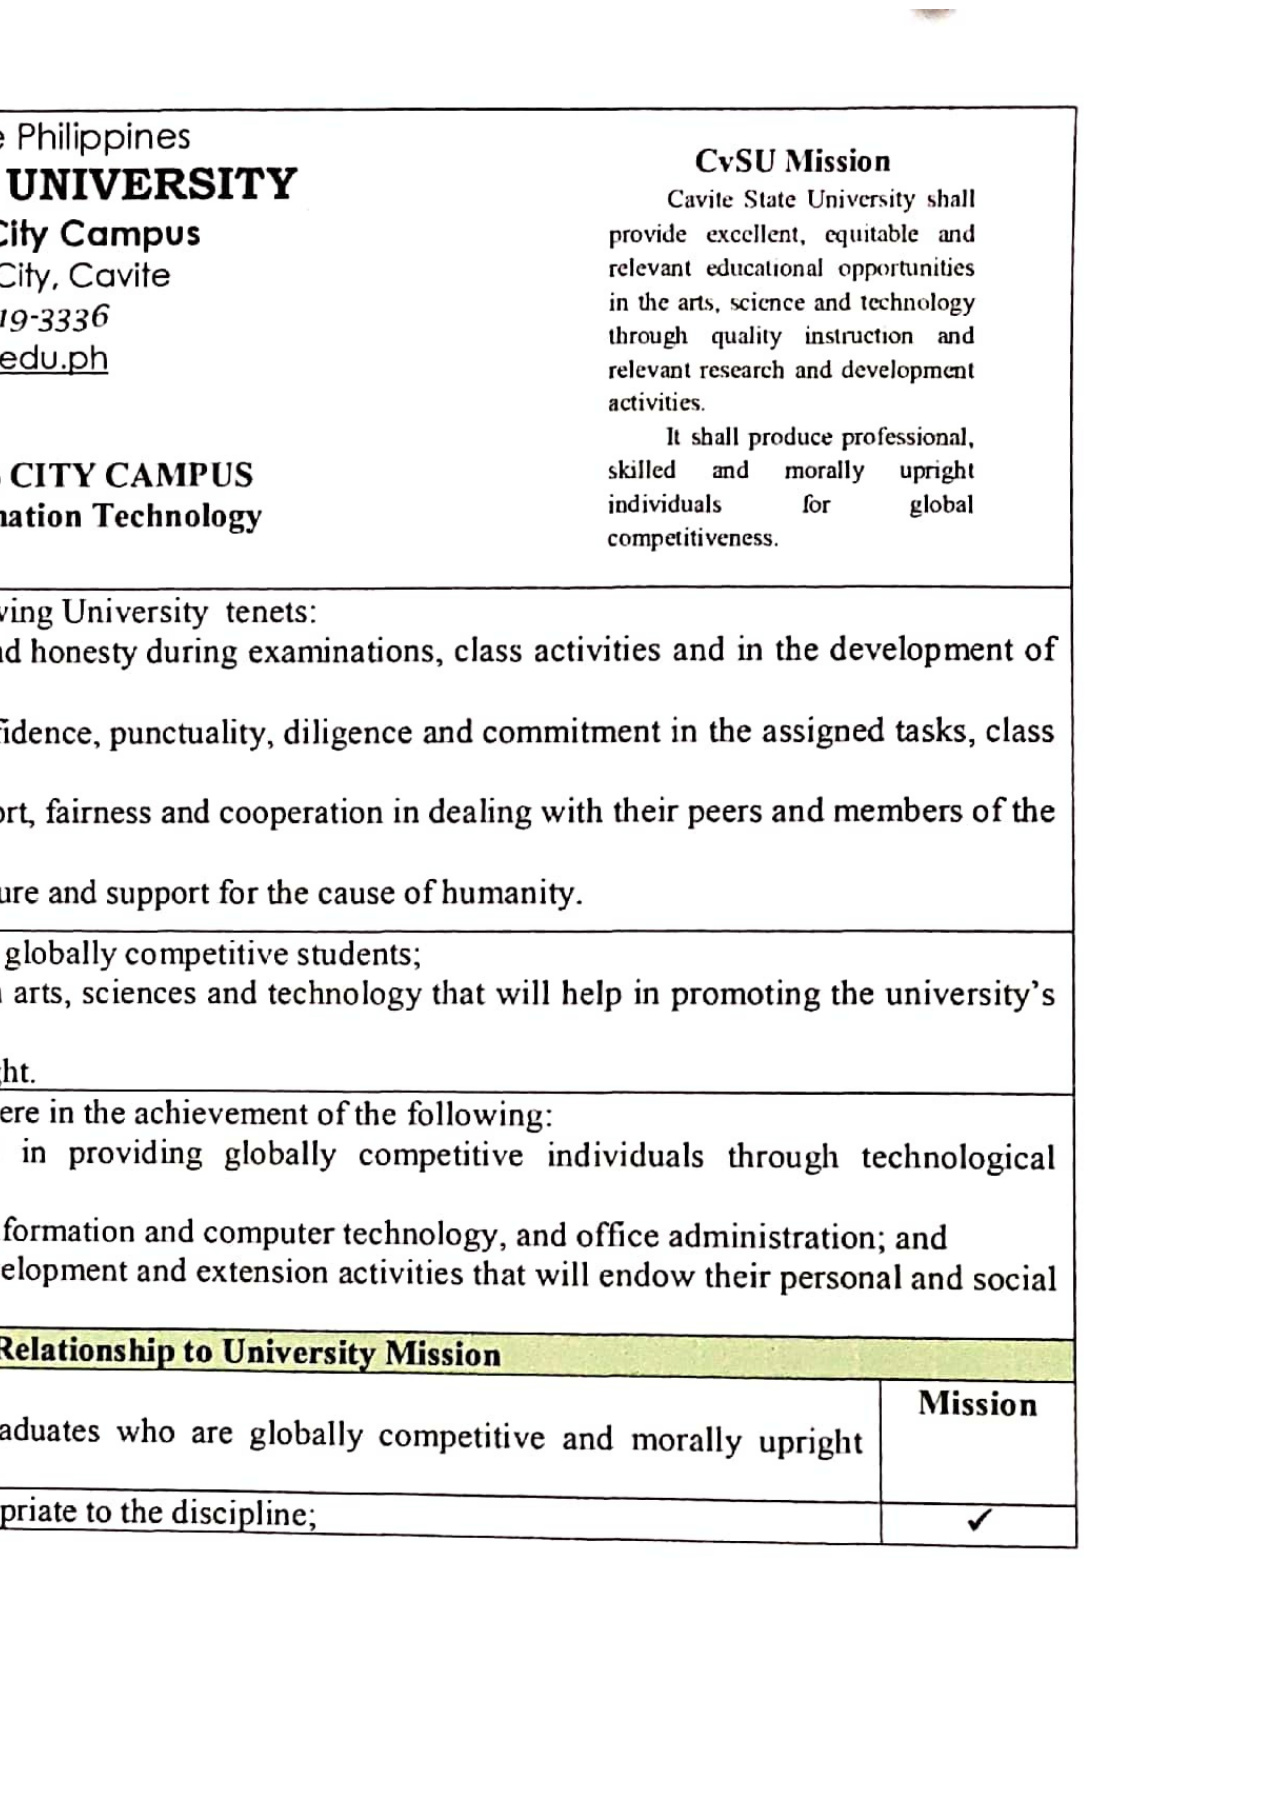 Philippines
UNIVERSITY
City Campus
City, Cavite
19-3336
edu.ph
CITY CAMPUS
nation Technology
CvSU Mission
Cavite State University shall
provide excellent, equitable and
relevant educational opportunities
in the arts, science and technology
through quality instruction and
relevant research and development
activities.
It shall produce professional,
skilled and morally upright
individuals for global
competitiveness.
ving University tenets:
nd honesty during examinations, class activities and in the development of
fidence, punctuality, diligence and commitment in the assigned tasks, class
ort, fairness and cooperation in dealing with their peers and members of the
ure and support for the cause of humanity.
globally competitive students;
arts, sciences and technology that will help in promoting the university's
ht.
ere in the achievement of the following:
in providing globally competitive individuals through technological
formation and computer technology, and office administration; and
elopment and extension activities that will endow their personal and social
Relationship to University Mission
Mission
aduates who are globally competitive and morally upright
priate to the discipline;
✓